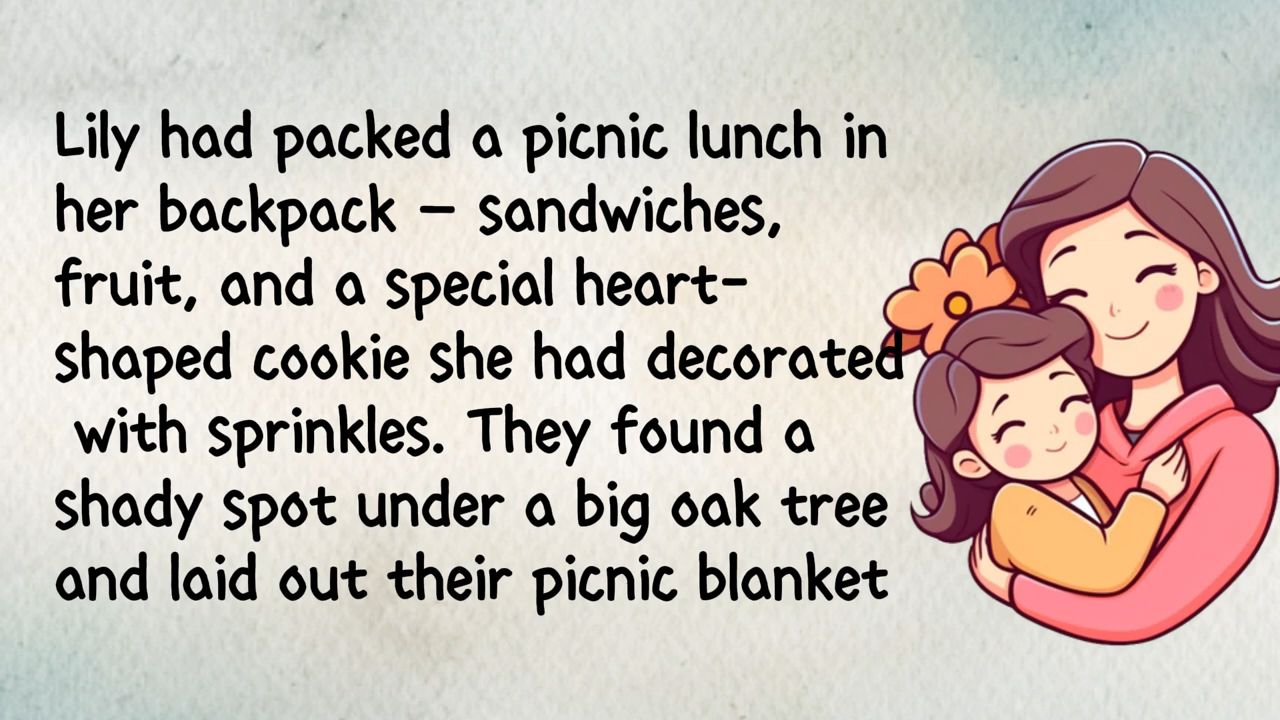 Lily had packed a picnic lunch in
her backpack – sandwiches,
fruit, and a special heart-
shaped cookie she had decorated
with sprinkles. They found a
shady spot under a big oak tree
and laid out their picnic blanket